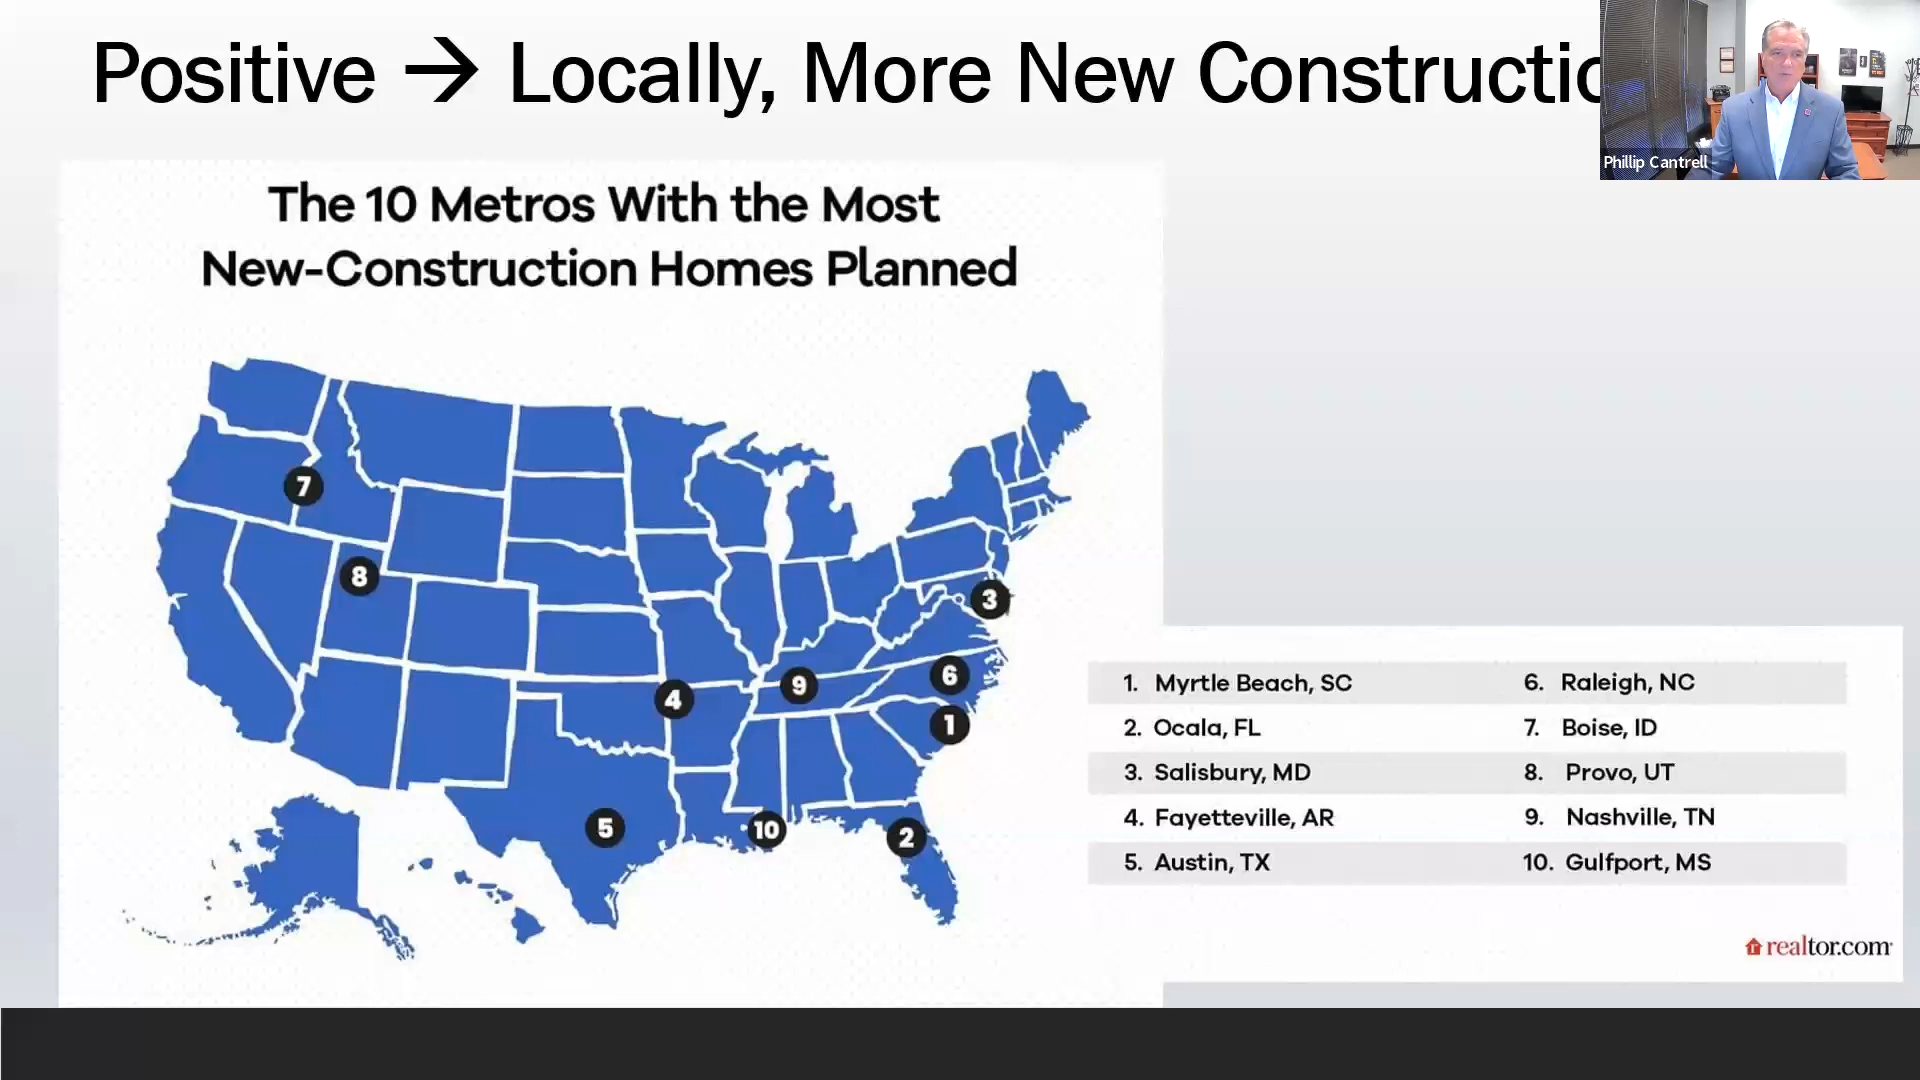 Positive → Locally, More New Constructio
Phillip Cantrell
The 10 Metros With the Most
New-Construction Homes Planned
7
8
3
9
6
4
1
5
10
2
1. Myrtle Beach, SC
2. Ocala, FL
3. Salisbury, MD
4. Fayetteville, AR
5. Austin, TX
6. Raleigh, NC
7. Boise, ID
8. Provo, UT
9. Nashville, TN
10. Gulfport, MS
realtor.com